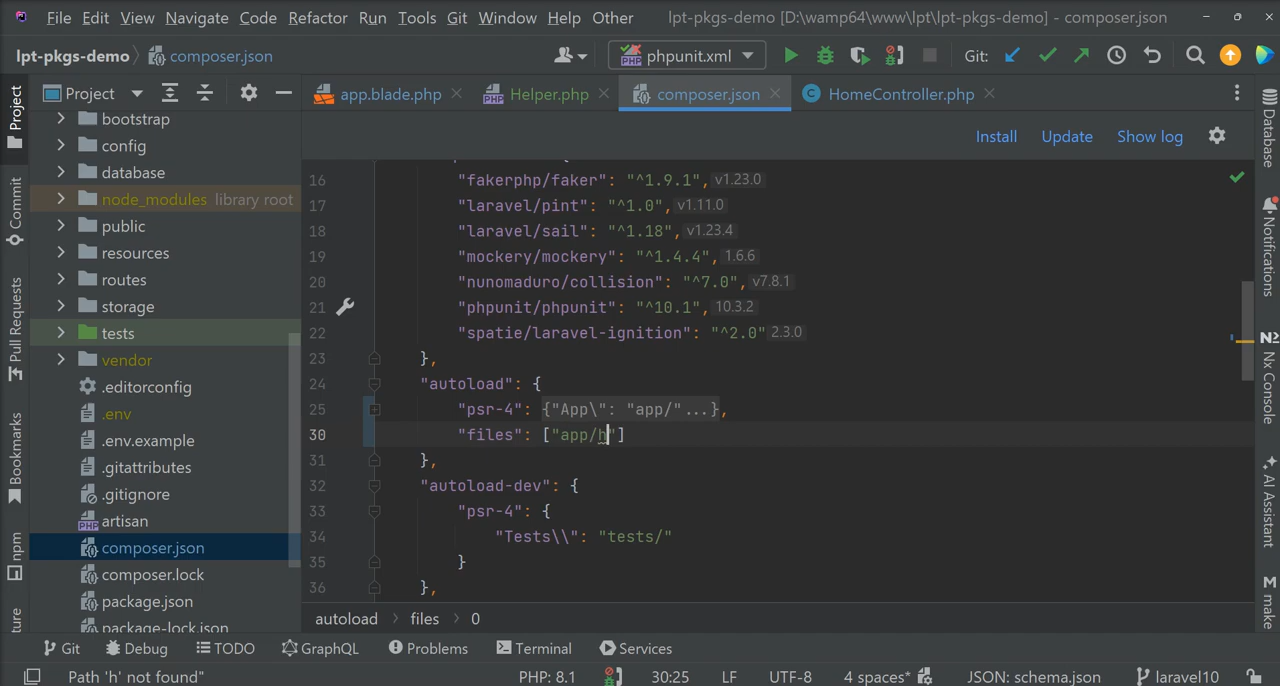 File Edit View Navigate Code Refactor Run Tools Git Window Help Other lpt-pkgs-demo [D:\wamp64\www\lpt\lpt-pkgs-demo] - composer.json
lpt-pkgs-demo composer.json phpunit.xml Git:
Project app.blade.php Helper.php composer.json HomeController.php
Install Update Show log
Project
Commit
Pull Requests
Bookmarks
npm
ture
bootstrap
config
database
node_modules library root
public
resources
routes
storage
tests
vendor
.editorconfig
.env
.env.example
.gitattributes
.gitignore
artisan
composer.json
composer.lock
package.json
package-lock.json
16 "fakerphp/faker": "^1.9.1", v1.23.0
17 "laravel/pint": "^1.0", v1.11.0
18 "laravel/sail": "^1.18", v1.23.4
19 "mockery/mockery": "^1.4.4", 1.6.6
20 "nunomaduro/collision": "^7.0", v7.8.1
21 "phpunit/phpunit": "^10.1", 10.3.2
22 "spatie/laravel-ignition": "^2.0" 2.3.0
23 },
24 "autoload": {
25 "psr-4": {"App\": "app/"...},
30 "files": ["app/h"]
31 },
32 "autoload-dev": {
33 "psr-4": {
34 "Tests\\": "tests/"
35 }
36 },
autoload files 0
Database
Notifications
Nx Console
AI Assistant
make
Git Debug TODO GraphQL Problems Terminal Services
Path 'h' not found" PHP: 8.1 30:25 LF UTF-8 4 spaces* JSON: schema.json laravel10